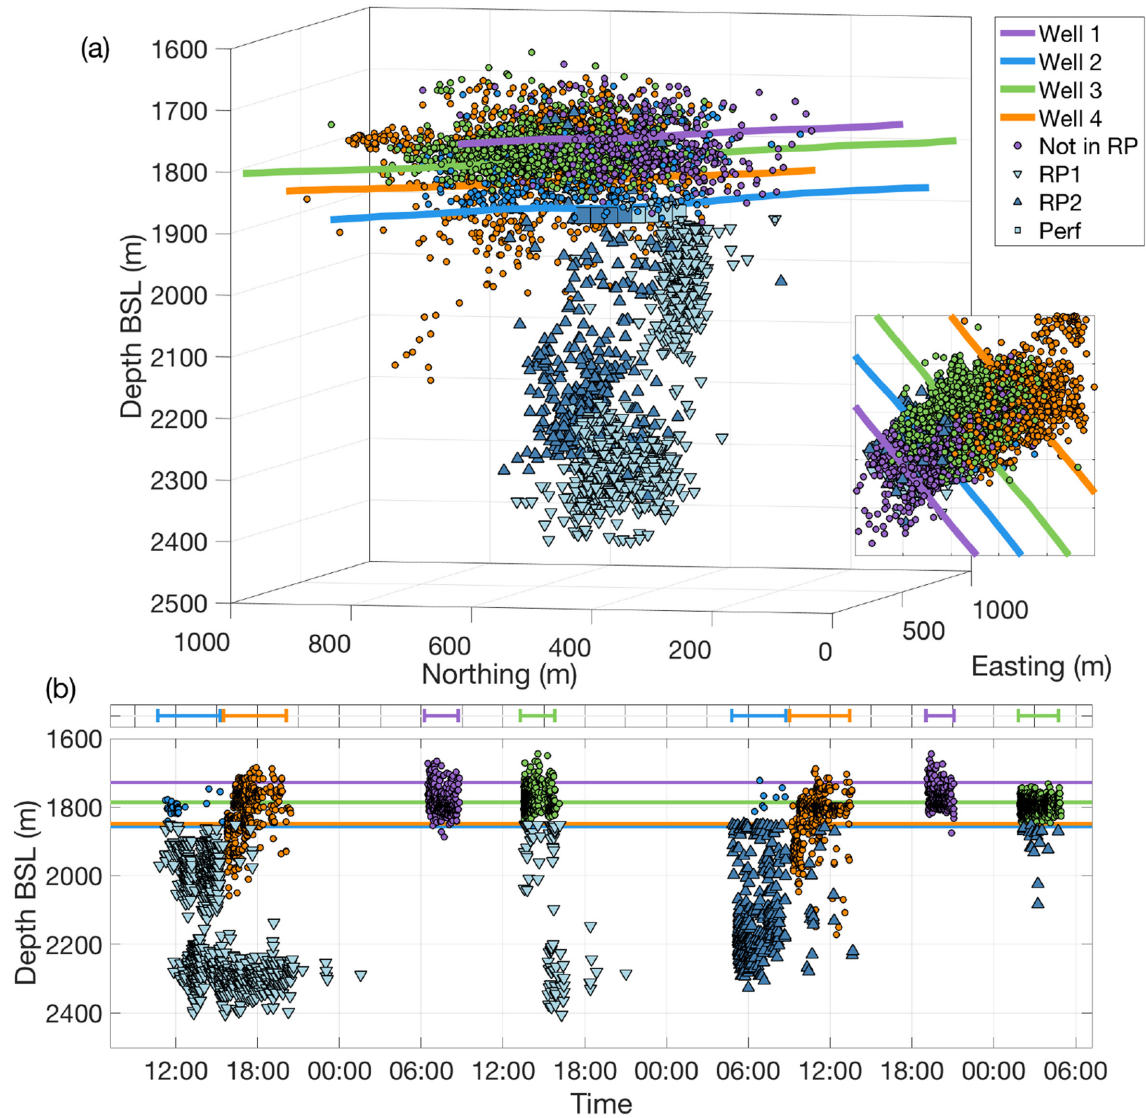 (a)
1600
1700
1800
1900
2000
2100
2200
2300
2400
2500
Depth BSL (m)
1000
800
600
400
200
0
Northing (m)
500
1000
Easting (m)
Well 1
Well 2
Well 3
Well 4
Not in RP
RP1
RP2
Perf
(b)
1600
1800
2000
2200
2400
Depth BSL (m)
12:00 18:00 00:00 06:00 12:00 18:00 00:00 06:00 12:00 18:00 00:00 06:00
Time